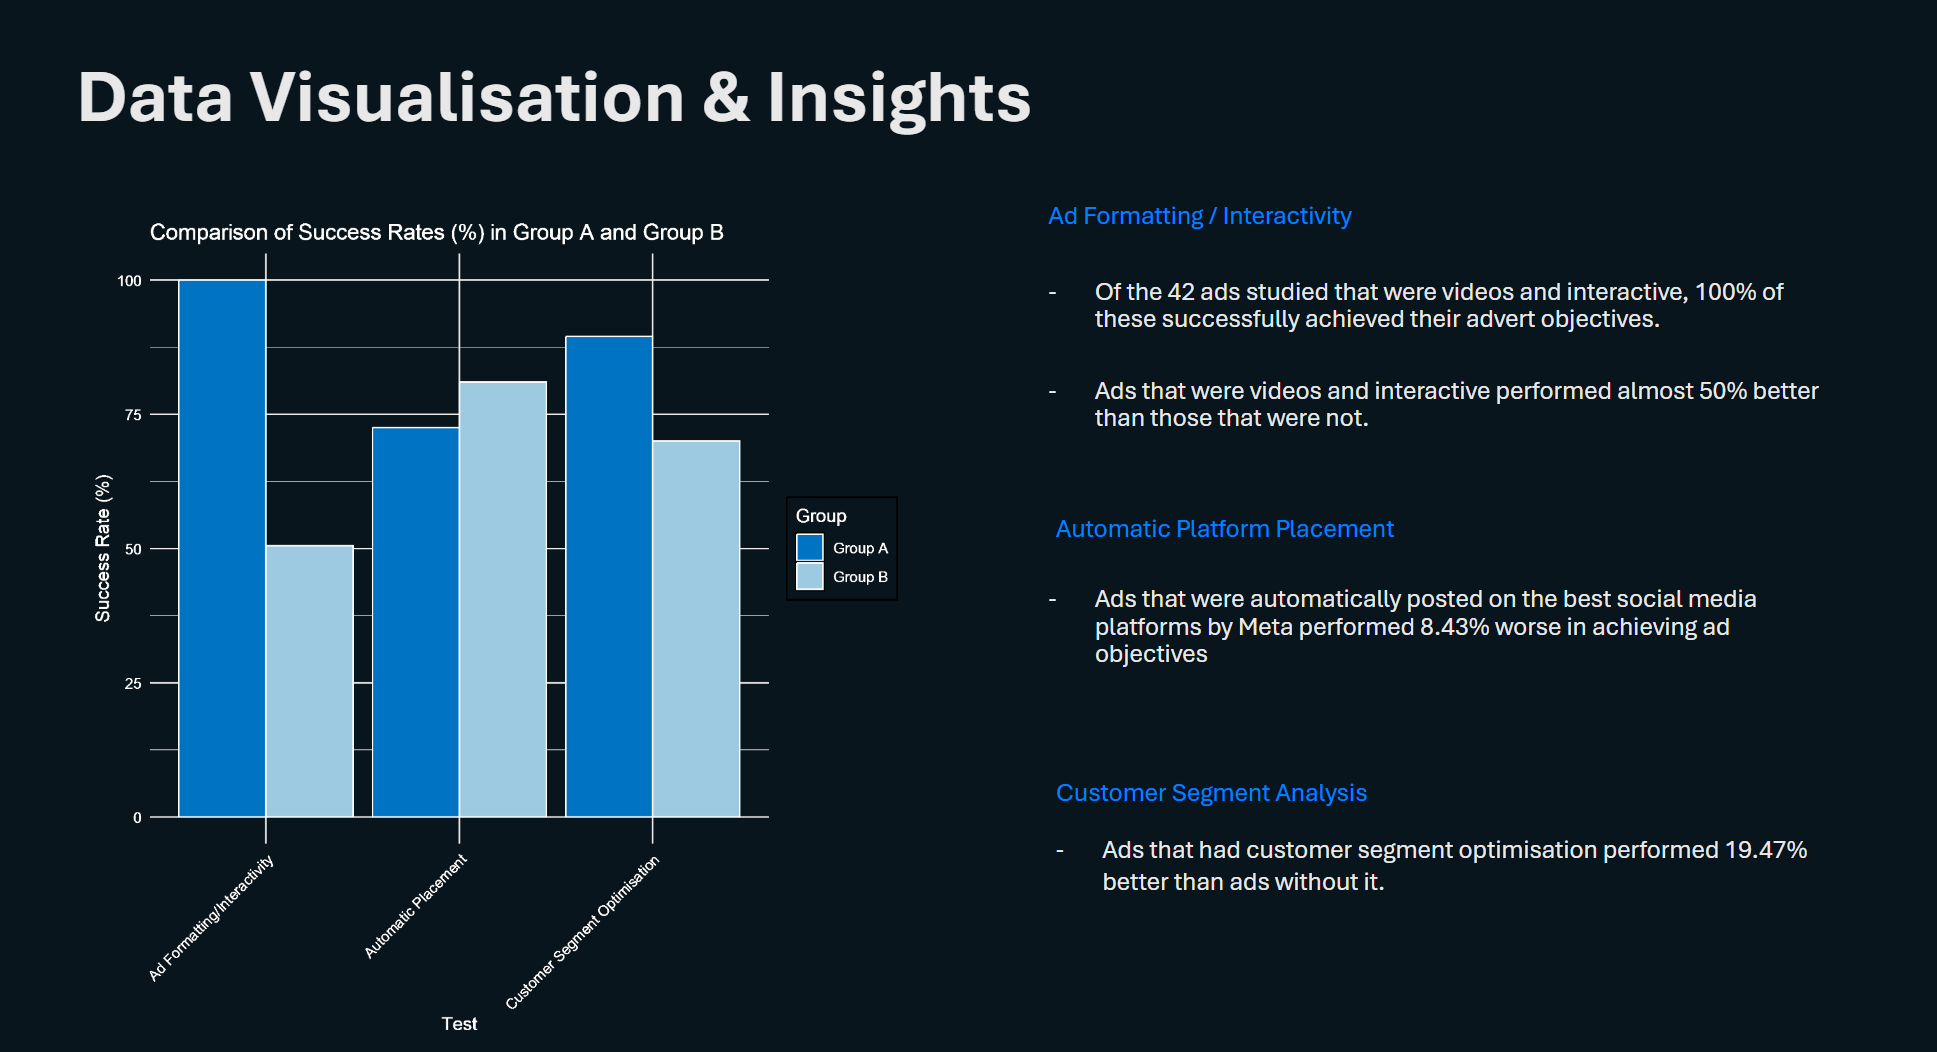 Data Visualisation & Insights
Comparison of Success Rates (%) in Group A and Group B
100
75
50
25
0
Success Rate (%)
Ad Formatting/Interactivity
Automatic Placement
Customer Segment Optimisation
Test
Group
Group A
Group B
Ad Formatting / Interactivity
- Of the 42 ads studied that were videos and interactive, 100% of
these successfully achieved their advert objectives.
- Ads that were videos and interactive performed almost 50% better
than those that were not.
Automatic Platform Placement
- Ads that were automatically posted on the best social media
platforms by Meta performed 8.43% worse in achieving ad
objectives
Customer Segment Analysis
- Ads that had customer segment optimisation performed 19.47%
better than ads without it.